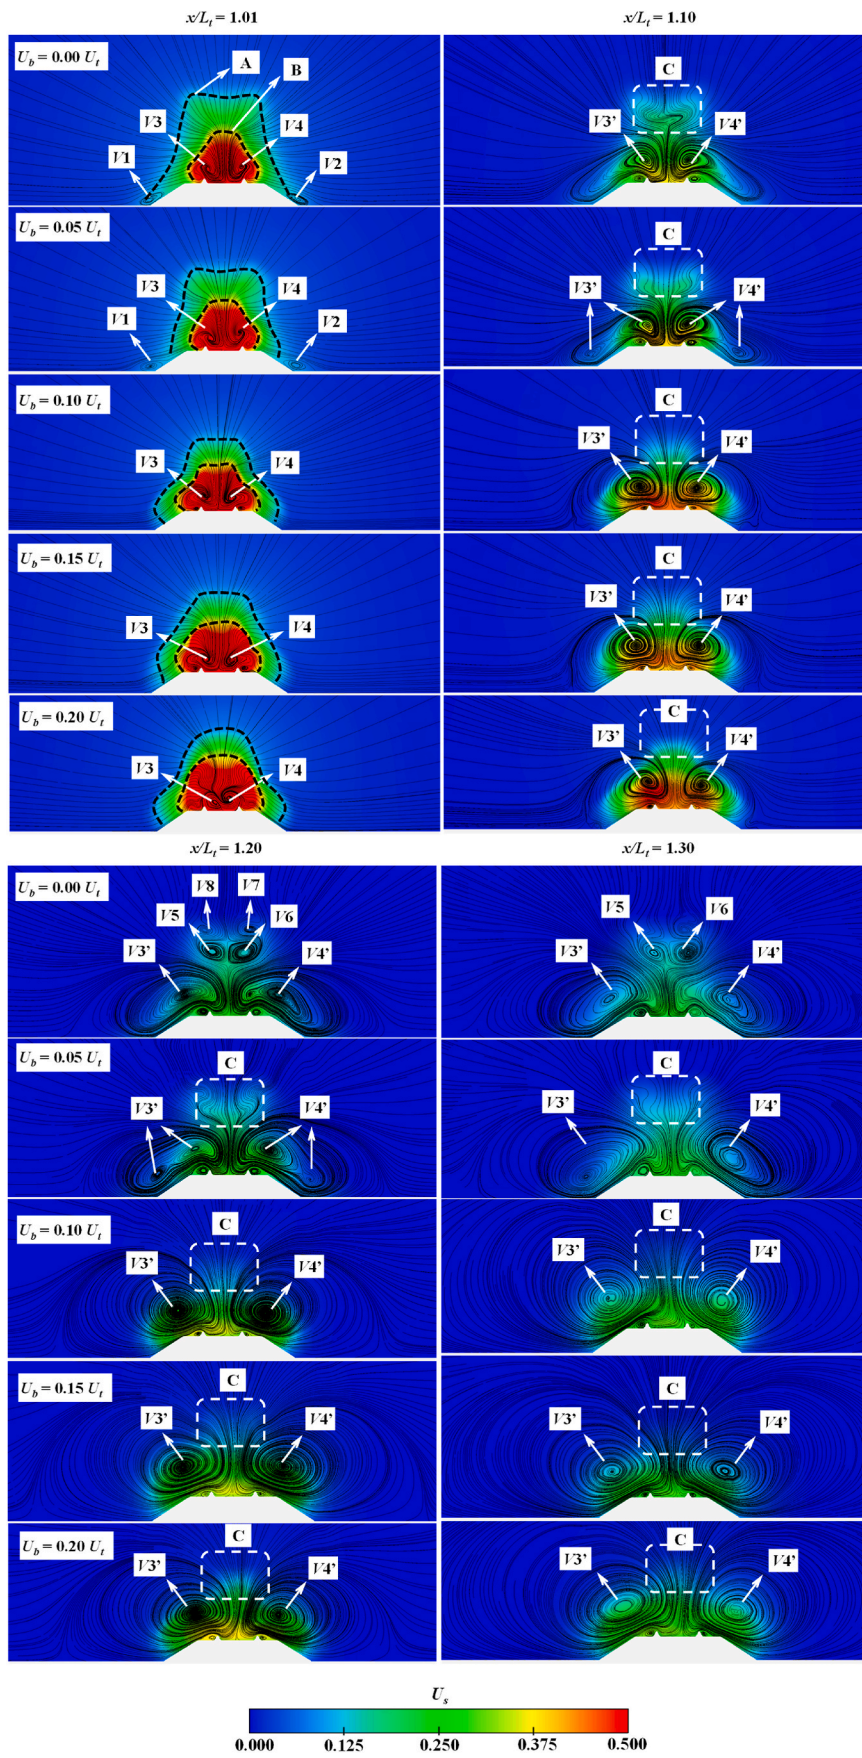 x/Lt = 1.01
x/Lt = 1.10
Ub = 0.00 Ut
A
B
V3
V4
V1
V2
C
V3’
V4’
Ub = 0.05 Ut
V3
V4
V1
V2
C
V3’
V4’
Ub = 0.10 Ut
V3
V4
C
V3’
V4’
Ub = 0.15 Ut
V3
V4
C
V3’
V4’
Ub = 0.20 Ut
V3
V4
C
V3’
V4’
x/Lt = 1.20
x/Lt = 1.30
Ub = 0.00 Ut
V8
V7
V5
V6
V3’
V4’
V5
V6
V3’
V4’
Ub = 0.05 Ut
C
V3’
V4’
C
V3’
V4’
Ub = 0.10 Ut
C
V3’
V4’
C
V3’
V4’
Ub = 0.15 Ut
C
V3’
V4’
C
V3’
V4’
Ub = 0.20 Ut
C
V3’
V4’
C
V3’
V4’
Us
0.000 0.125 0.250 0.375 0.500